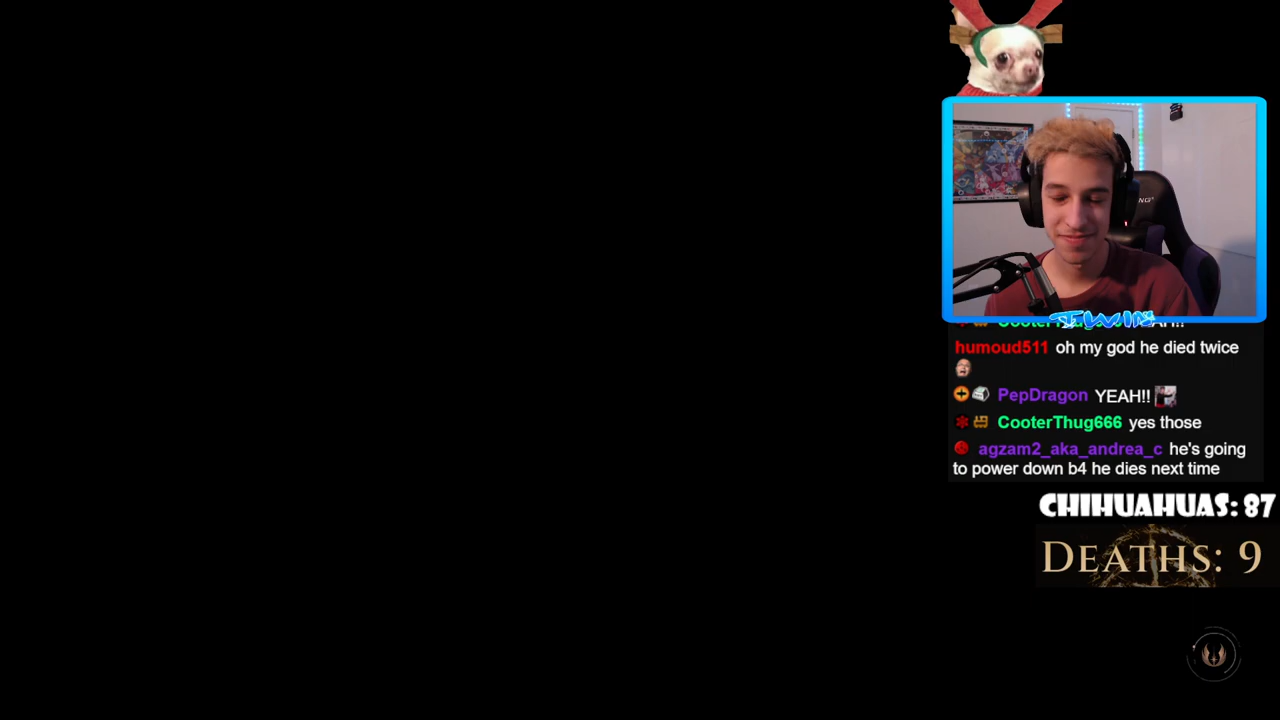 TWIN
humoud511 oh my god he died twice
PepDragon YEAH!!
CooterThug666 yes those
agzam2_aka_andrea_c he's going
to power down b4 he dies next time
CHIHUAHUAS: 87
DEATHS: 9